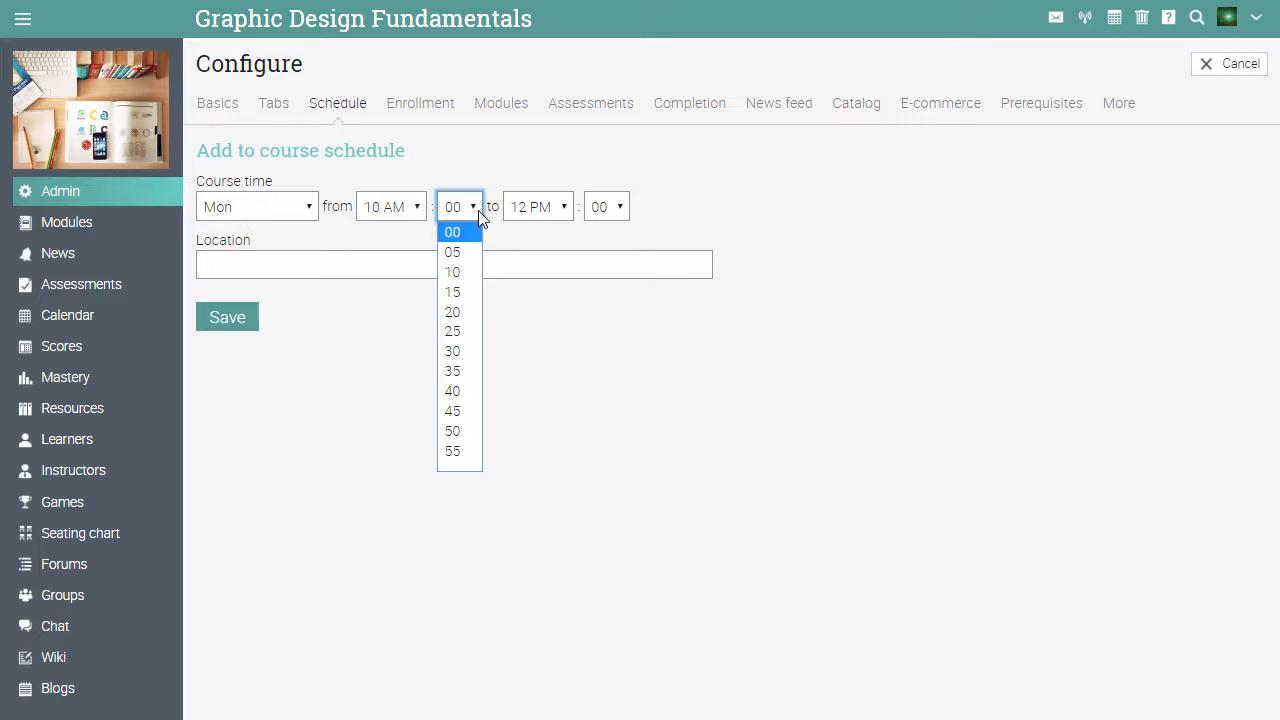 Graphic Design Fundamentals
Configure
Cancel
Basics Tabs Schedule Enrollment Modules Assessments Completion News feed Catalog E-commerce Prerequisites More
Add to course schedule
Course time
Mon from 10 AM : 00 to 12 PM : 00
00
05
10
15
20
25
30
35
40
45
50
55
Location
Save
Admin
Modules
News
Assessments
Calendar
Scores
Mastery
Resources
Learners
Instructors
Games
Seating chart
Forums
Groups
Chat
Wiki
Blogs